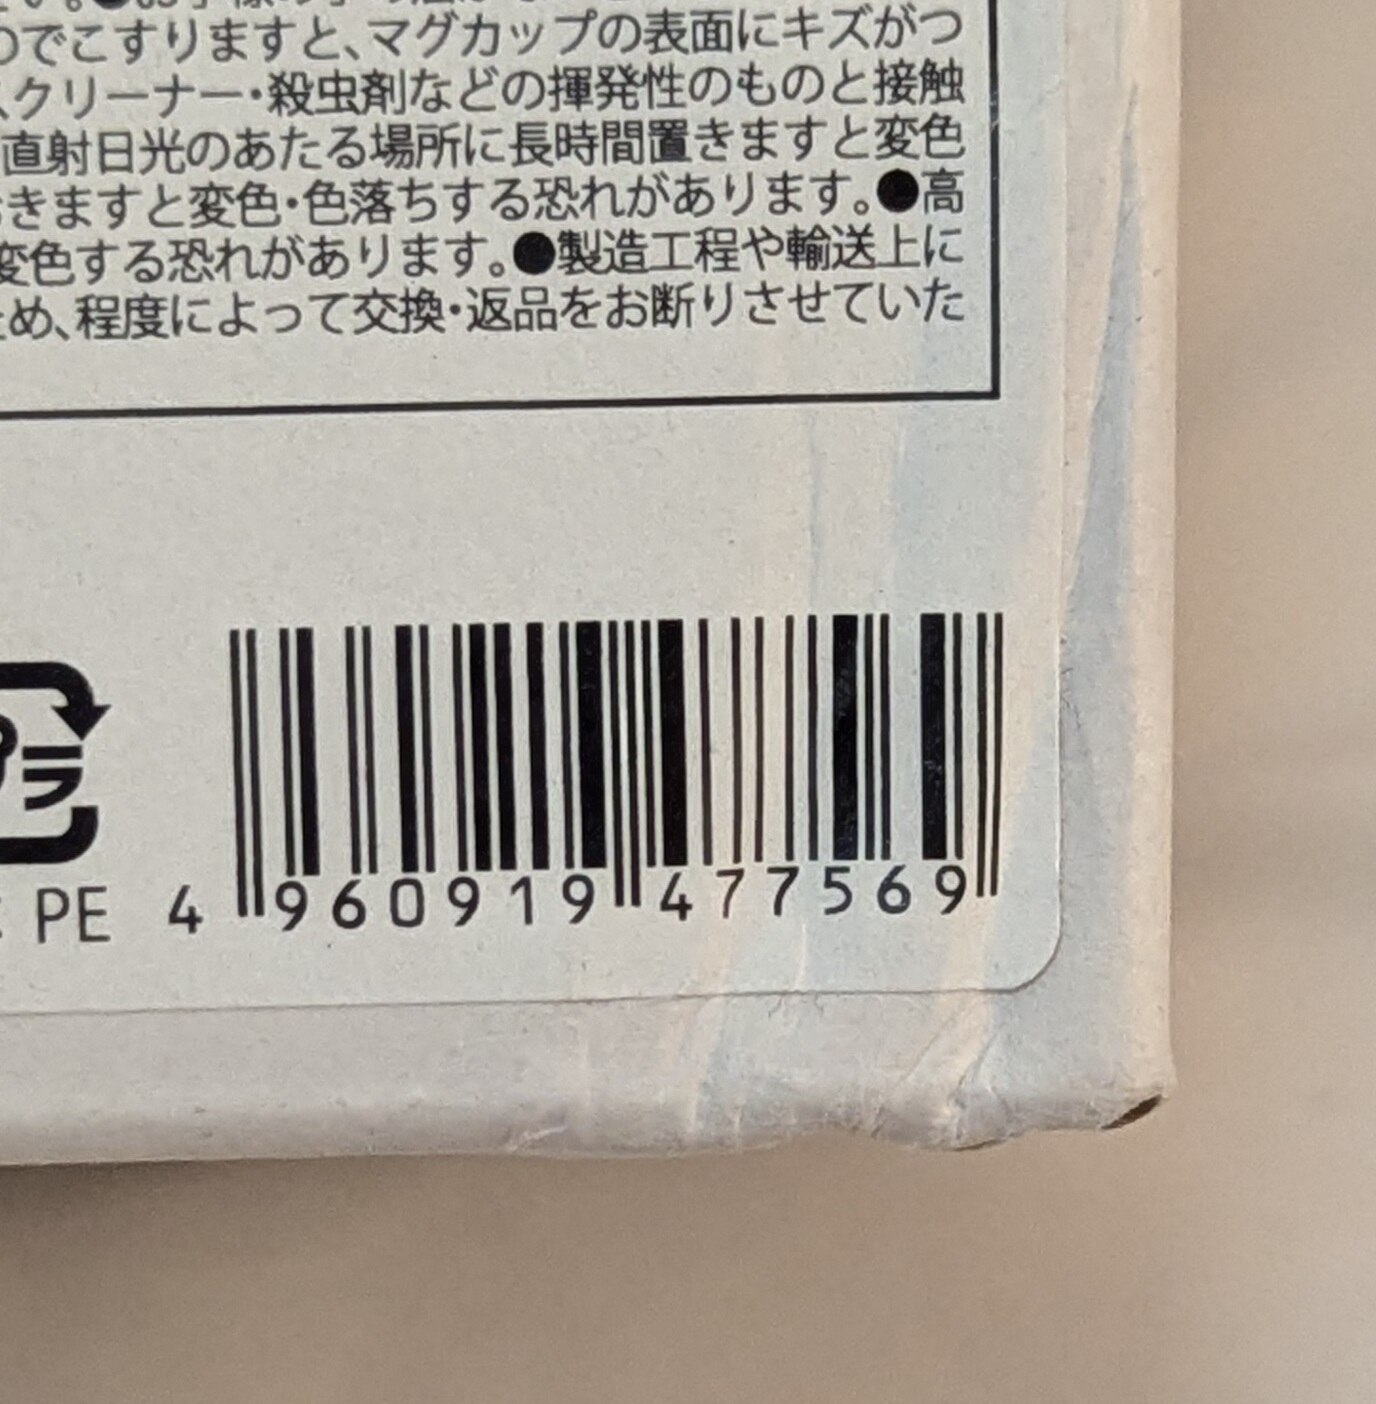 のでこすりますと、マグカップの表面にキズがつ
クリーナー・殺虫剤などの揮発性のものと接触
直射日光のあたる場所に長時間置きますと変色
きますと変色・色落ちする恐れがあります。●高
変色する恐れがあります。●製造工程や輸送上に
め、程度によって交換・返品をお断りさせていた
プラ
PE
4 960919 477569